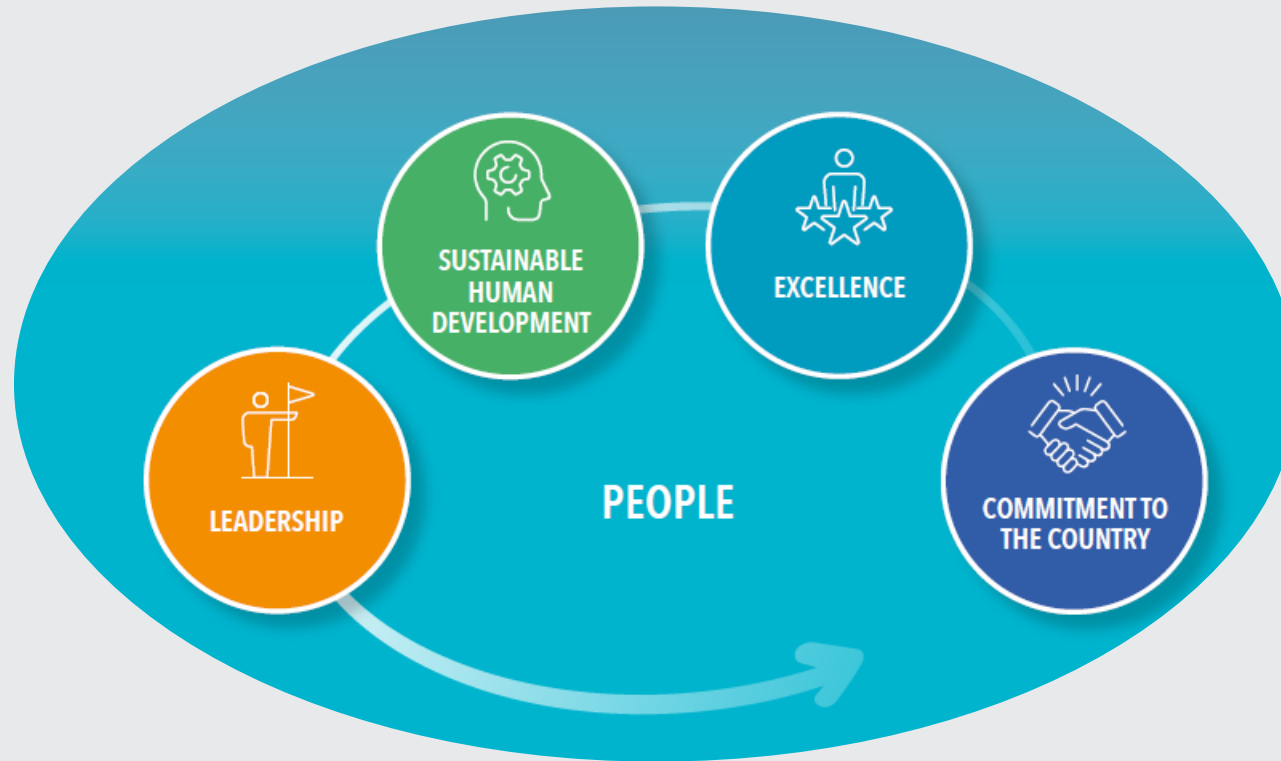 SUSTAINABLE
HUMAN
DEVELOPMENT
EXCELLENCE
LEADERSHIP
PEOPLE
COMMITMENT TO
THE COUNTRY